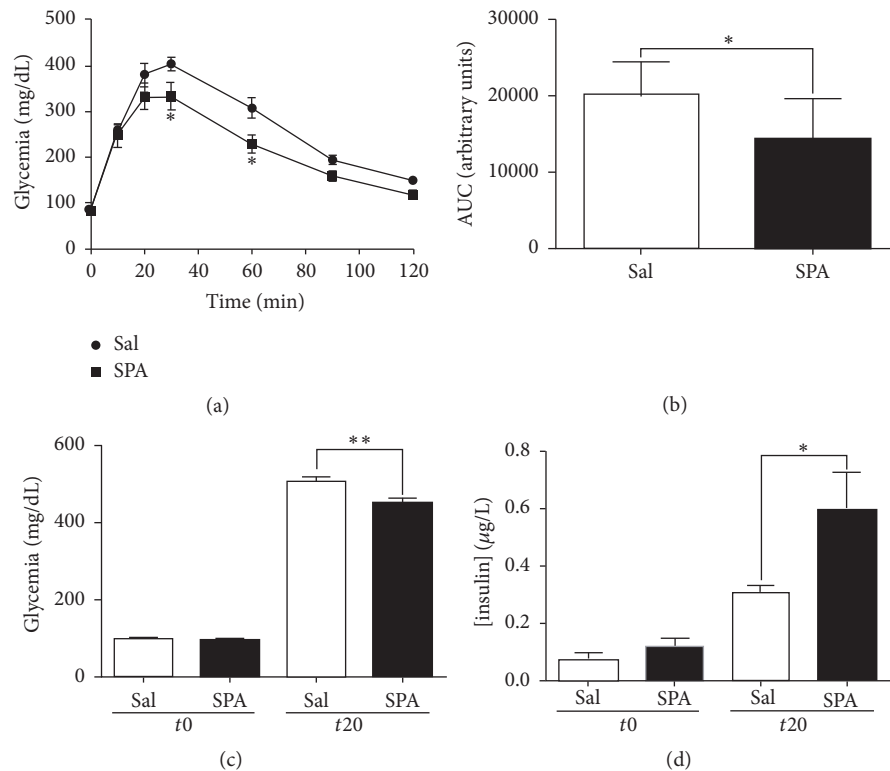 500
400
300
200
100
0
Glycemia (mg/dL)
*
*
0 20 40 60 80 100 120
Time (min)
Sal
SPA
(a)
30000
20000
10000
0
AUC (arbitrary units)
*
Sal SPA
(b)
600
400
200
0
Glycemia (mg/dL)
**
Sal SPA Sal SPA
t0 t20
(c)
0.8
0.6
0.4
0.2
0.0
[insulin] (μg/L)
*
Sal SPA Sal SPA
t0 t20
(d)